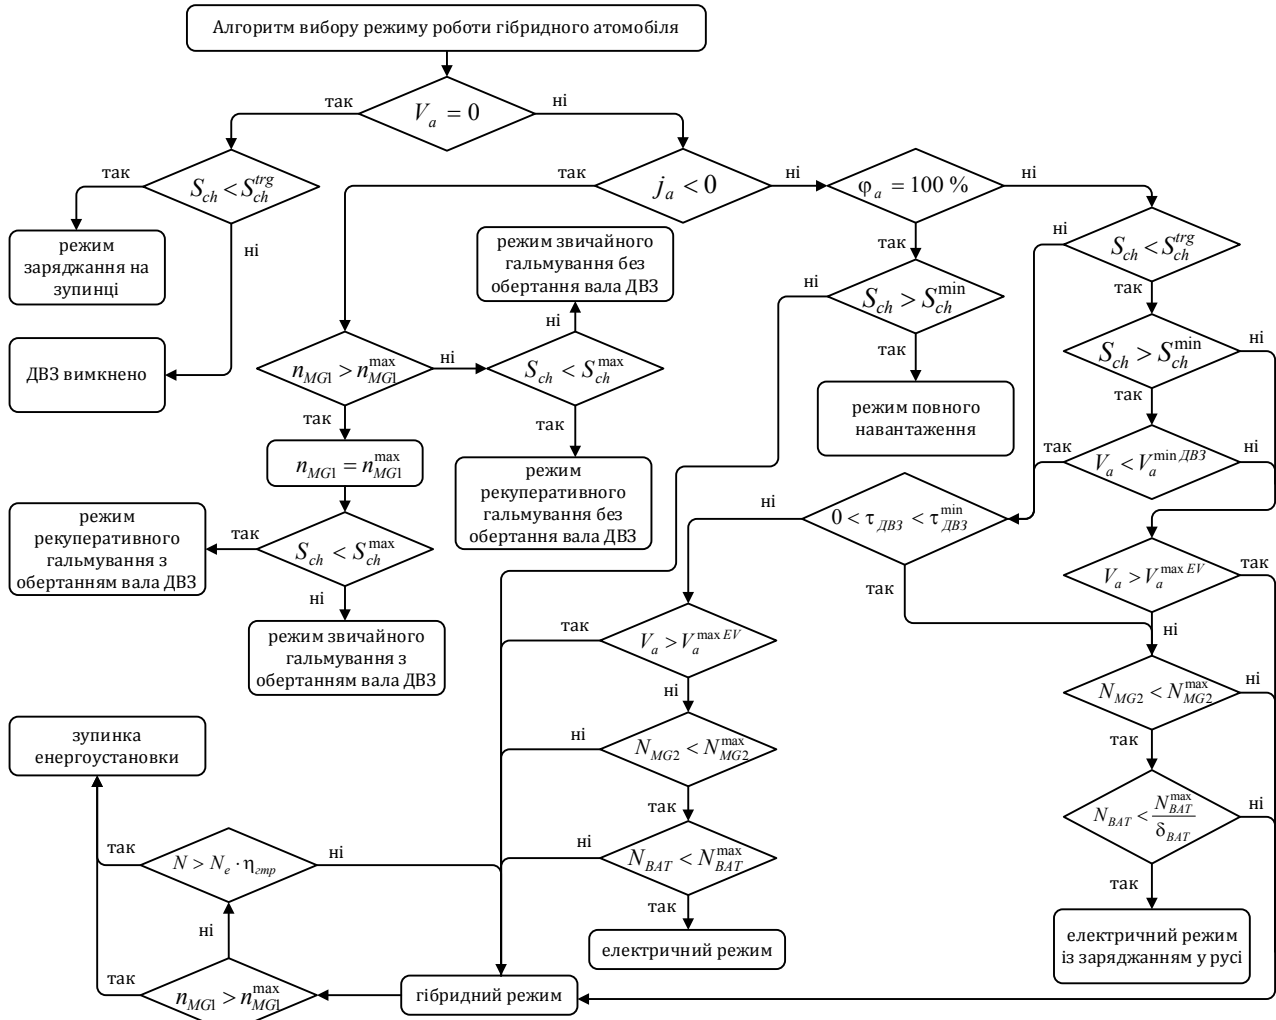 Алгоритм вибору режиму роботи гібридного атомобіля
так
V_a = 0
ні
так
S_ch < S_ch^trg
ні
режим
заряджання на
зупинці
ДВЗ вимкнено
так
j_a < 0
ні
φ_a = 100 %
ні
так
ні
S_ch > S_ch^min
так
режим повного
навантаження
ні
S_ch < S_ch^trg
так
S_ch > S_ch^min
ні
так
так
V_a < V_a^min ДВЗ
ні
режим звичайного
гальмування без
обертання вала ДВЗ
ні
n_MG1 > n_MG1^max
ні
S_ch < S_ch^max
так
так
n_MG1 = n_MG1^max
режим
рекуперативного
гальмування без
обертання вала ДВЗ
режим
рекуперативного
гальмування з
обертанням вала ДВЗ
так
S_ch < S_ch^max
ні
режим звичайного
гальмування з
обертанням вала ДВЗ
ні
0 < τ_ДВЗ < τ_ДВЗ^min
так
V_a > V_a^max EV
так
ні
так
V_a > V_a^max EV
ні
N_MG2 < N_MG2^max
ні
так
ні
N_MG2 < N_MG2^max
так
N_BAT < N_BAT^max / δ_BAT
ні
так
ні
N_BAT < N_BAT^max
так
електричний режим
електричний режим
із заряджанням у русі
зупинка
енергоустановки
так
N > N_e · η_гтр
ні
ні
так
n_MG1 > n_MG1^max
гібридний режим